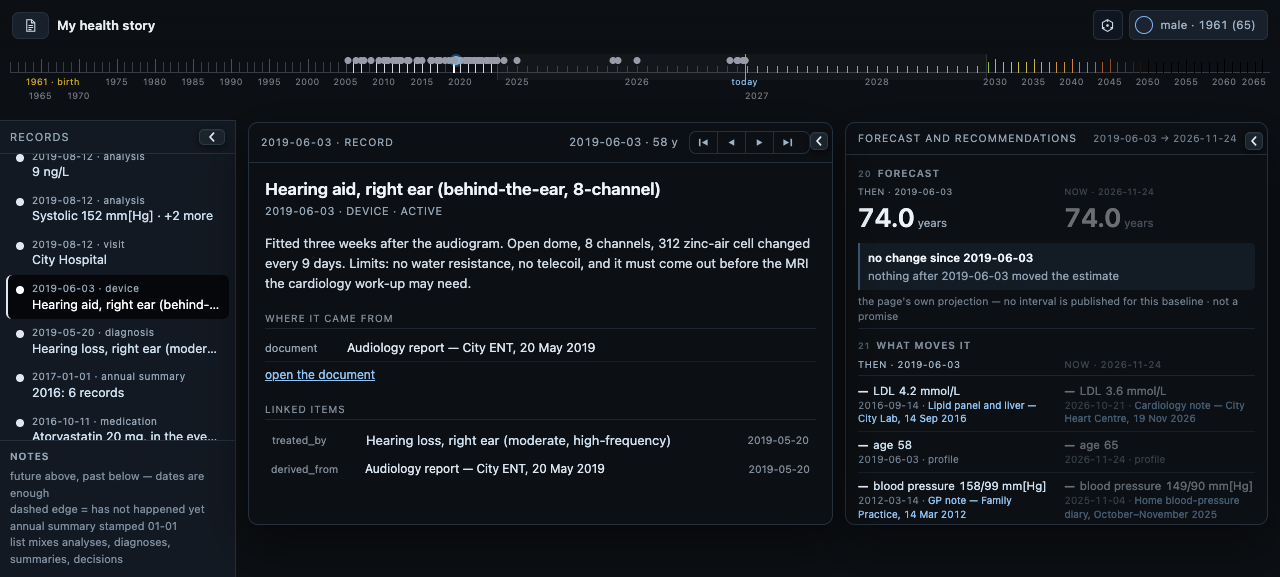 My health story
male · 1961 (65)
1961 · birth
1975
1980
1985
1990
1995
2000
2005
2010
2015
2020
2025
2026
today
2028
2030
2035
2040
2045
2050
2055
2060
2065
1965
1970
2027
RECORDS
2019-08-12 · analysis
9 ng/L
2019-08-12 · analysis
Systolic 152 mm[Hg] · +2 more
2019-08-12 · visit
City Hospital
2019-06-03 · device
Hearing aid, right ear (behind-...
2019-05-20 · diagnosis
Hearing loss, right ear (moder...
2017-01-01 · annual summary
2016: 6 records
2016-10-11 · medication
Atorvastatin 20 mg, in the eve...
NOTES
future above, past below — dates are
enough
dashed edge = has not happened yet
annual summary stamped 01-01
list mixes analyses, diagnoses,
summaries, decisions
2019-06-03 · RECORD
2019-06-03 · 58 y
Hearing aid, right ear (behind-the-ear, 8-channel)
2019-06-03 · DEVICE · ACTIVE
Fitted three weeks after the audiogram. Open dome, 8 channels, 312 zinc-air cell changed
every 9 days. Limits: no water resistance, no telecoil, and it must come out before the MRI
the cardiology work-up may need.
WHERE IT CAME FROM
document Audiology report — City ENT, 20 May 2019
open the document
LINKED ITEMS
treated_by Hearing loss, right ear (moderate, high-frequency) 2019-05-20
derived_from Audiology report — City ENT, 20 May 2019 2019-05-20
FORECAST AND RECOMMENDATIONS
2019-06-03 → 2026-11-24
20 FORECAST
THEN · 2019-06-03 NOW · 2026-11-24
74.0 years 74.0 years
no change since 2019-06-03
nothing after 2019-06-03 moved the estimate
the page's own projection — no interval is published for this baseline · not a
promise
21 WHAT MOVES IT
THEN · 2019-06-03 NOW · 2026-11-24
— LDL 4.2 mmol/L
2016-09-14 · Lipid panel and liver —
City Lab, 14 Sep 2016
— LDL 3.6 mmol/L
2026-10-21 · Cardiology note — City
Heart Centre, 19 Nov 2026
— age 58
2019-06-03 · profile
— age 65
2026-11-24 · profile
— blood pressure 158/99 mm[Hg]
2012-03-14 · GP note — Family
Practice, 14 Mar 2012
— blood pressure 149/90 mm[Hg]
2025-11-04 · Home blood-pressure
diary, October–November 2025